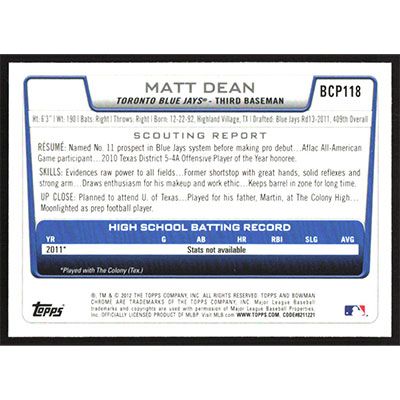 MATT DEAN
BCP118
TORONTO BLUE JAYS® - THIRD BASEMAN
Ht: 6'3" | Wt: 190 | Bats: Right | Throws: Right | Born: 12-22-92, Highland Village, TX | Drafted: Blue Jays Rd13-2011, 409th Overall
SCOUTING REPORT
RÉSUMÉ: Named No. 11 prospect in Blue Jays system before making pro debut...Aflac All-American
Game participant...2010 Texas District 5-4A Offensive Player of the Year honoree.
SKILLS: Evidences raw power to all fields...Former shortstop with great hands, solid reflexes and
strong arm...Draws enthusiasm for his makeup and work ethic...Keeps barrel in zone for long time.
UP CLOSE: Planned to attend U. of Texas...Played for his father, Martin, at The Colony High...
Moonlighted as prep football player.
HIGH SCHOOL BATTING RECORD
YR G AB HR RBI SLG AVG
2011* Stats not available
*Played with The Colony (Tex.)
®, TM & © 2012 THE TOPPS COMPANY, INC. ALL RIGHTS RESERVED. TOPPS AND BOWMAN
CHROME ARE TRADEMARKS OF THE TOPPS COMPANY, INC. Major League Baseball
trademarks and copyrights are used with permission of Major League Baseball Properties,
Inc. OFFICIALLY LICENSED PRODUCT OF MLBP. Visit MLB.com WWW.TOPPS.COM. CODE#8211221
Topps